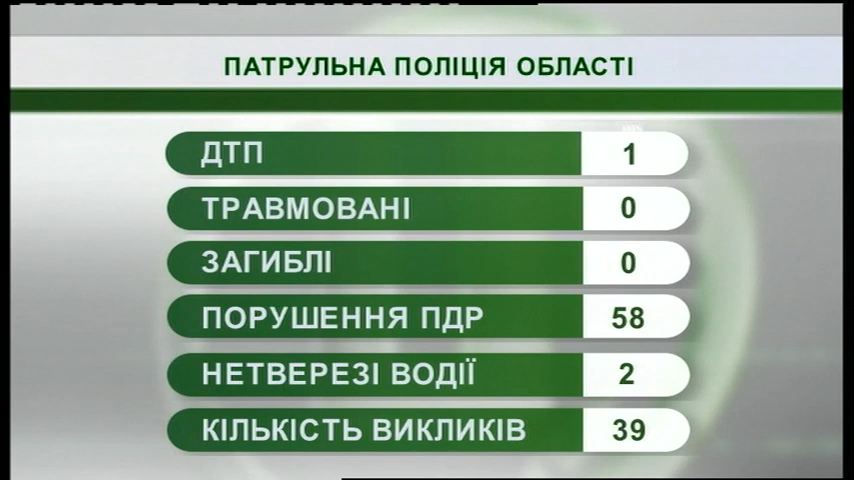 ПАТРУЛЬНА ПОЛІЦІЯ ОБЛАСТІ
ДТП 1
ТРАВМОВАНІ 0
ЗАГИБЛІ 0
ПОРУШЕННЯ ПДР 58
НЕТВЕРЕЗІ ВОДІЇ 2
КІЛЬКІСТЬ ВИКЛИКІВ 39